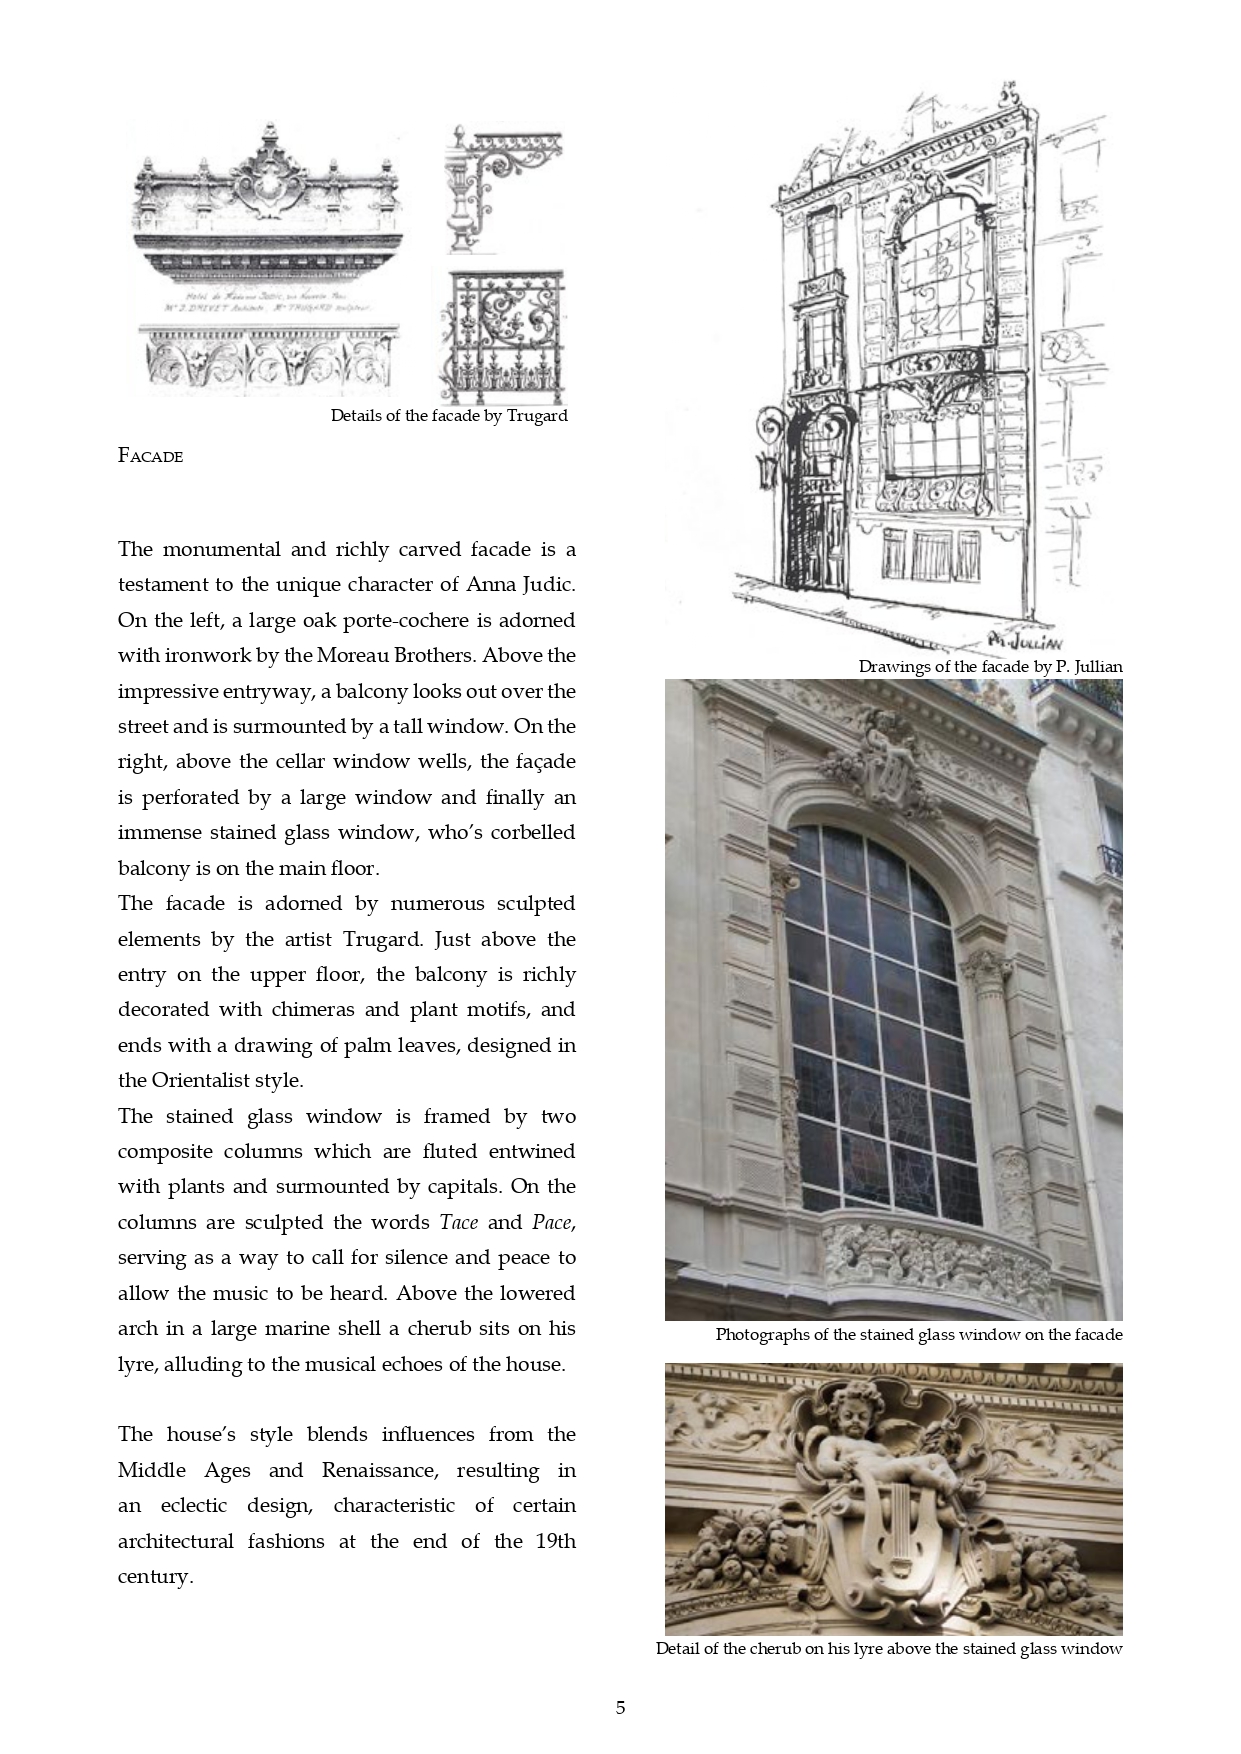 Hotel de Madame Judic, rue Nouvelle Paris
Mr J. DRIVET Architecte, Mr TRUGARD Sculpteur.
Details of the facade by Trugard
FACADE
The monumental and richly carved facade is a
testament to the unique character of Anna Judic.
On the left, a large oak porte-cochere is adorned
with ironwork by the Moreau Brothers. Above the
impressive entryway, a balcony looks out over the
street and is surmounted by a tall window. On the
right, above the cellar window wells, the façade
is perforated by a large window and finally an
immense stained glass window, who’s corbelled
balcony is on the main floor.
The facade is adorned by numerous sculpted
elements by the artist Trugard. Just above the
entry on the upper floor, the balcony is richly
decorated with chimeras and plant motifs, and
ends with a drawing of palm leaves, designed in
the Orientalist style.
The stained glass window is framed by two
composite columns which are fluted entwined
with plants and surmounted by capitals. On the
columns are sculpted the words Tace and Pace,
serving as a way to call for silence and peace to
allow the music to be heard. Above the lowered
arch in a large marine shell a cherub sits on his
lyre, alluding to the musical echoes of the house.
The house’s style blends influences from the
Middle Ages and Renaissance, resulting in
an eclectic design, characteristic of certain
architectural fashions at the end of the 19th
century.
Ph. JULLIAN
Drawings of the facade by P. Jullian
Photographs of the stained glass window on the facade
Detail of the cherub on his lyre above the stained glass window
5